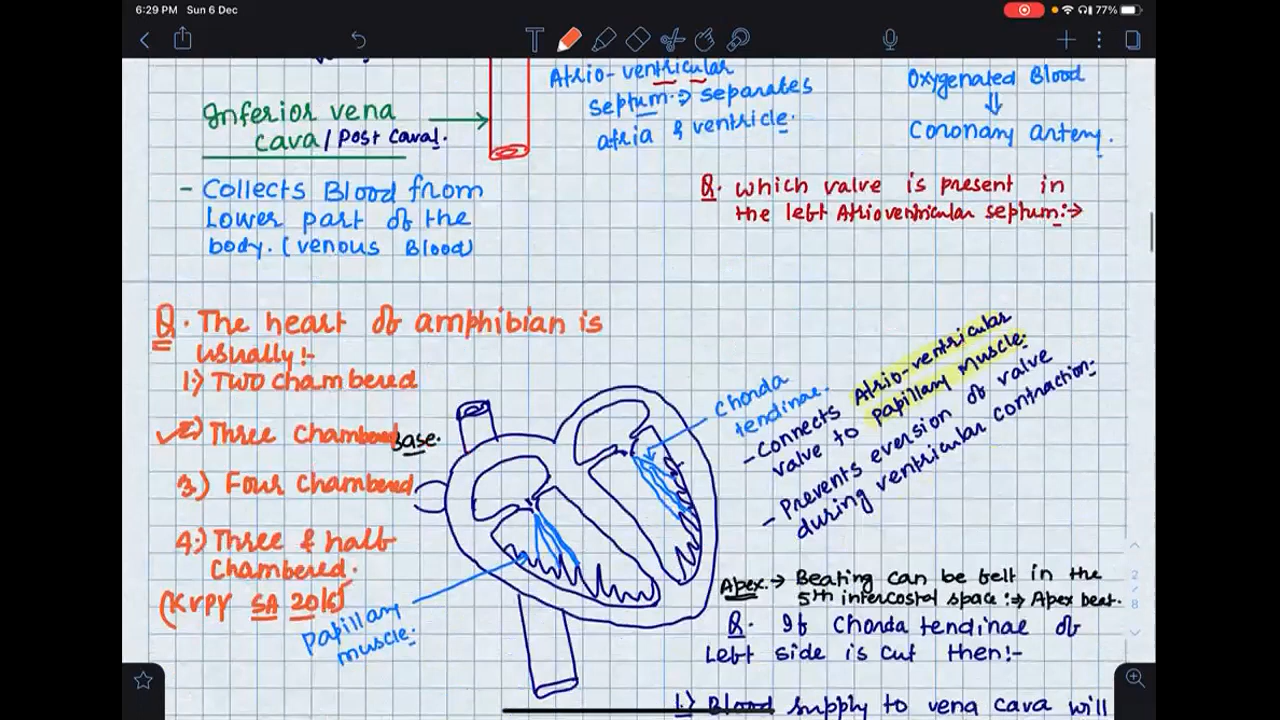 6:29 PM Sun 6 Dec
77%
Inferior vena
cava/Post caval.
- Collects Blood from
Lower part of the
body. (venous Blood)
Atrio-ventricular
septum → separates
atria & ventricle.
Oxygenated Blood
⇓
Coronary artery.
Q. which valve is present in
the left Atrioventricular septum:→
Q. The heart of amphibian is
usually:-
1.) Two chambered
2.) Three chambered
3.) Four chambered
4.) Three & half
chambered.
(KVPY SA 2015)
Base.
Papillary
muscle.
Chorda
tendinae.
- Connects Atrio-ventricular
valve to Papillary Muscle.
- Prevents eversion of valve
during ventricular contraction.
Apex → Beating can be felt in the
5th intercostal space :⇒ Apex beat.
Q. If Chorda tendinae of
Left side is cut then:-
1.) Blood supply to vena cava will
2
8